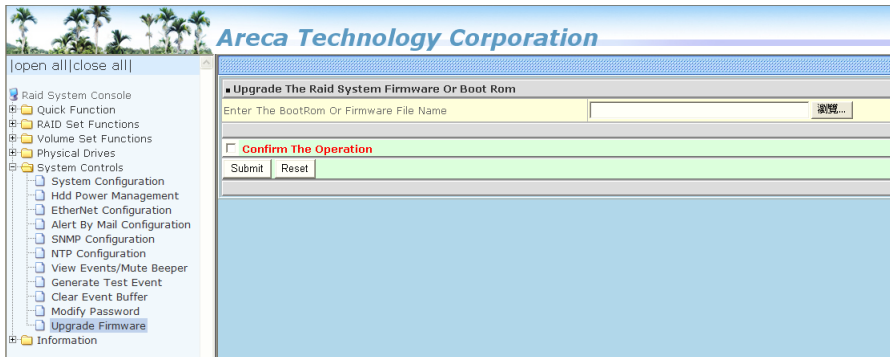 Areca Technology Corporation
|open all|close all|
Raid System Console
Quick Function
RAID Set Functions
Volume Set Functions
Physical Drives
System Controls
System Configuration
Hdd Power Management
EtherNet Configuration
Alert By Mail Configuration
SNMP Configuration
NTP Configuration
View Events/Mute Beeper
Generate Test Event
Clear Event Buffer
Modify Password
Upgrade Firmware
Information
Upgrade The Raid System Firmware Or Boot Rom
Enter The BootRom Or Firmware File Name
瀏覽...
Confirm The Operation
Submit Reset